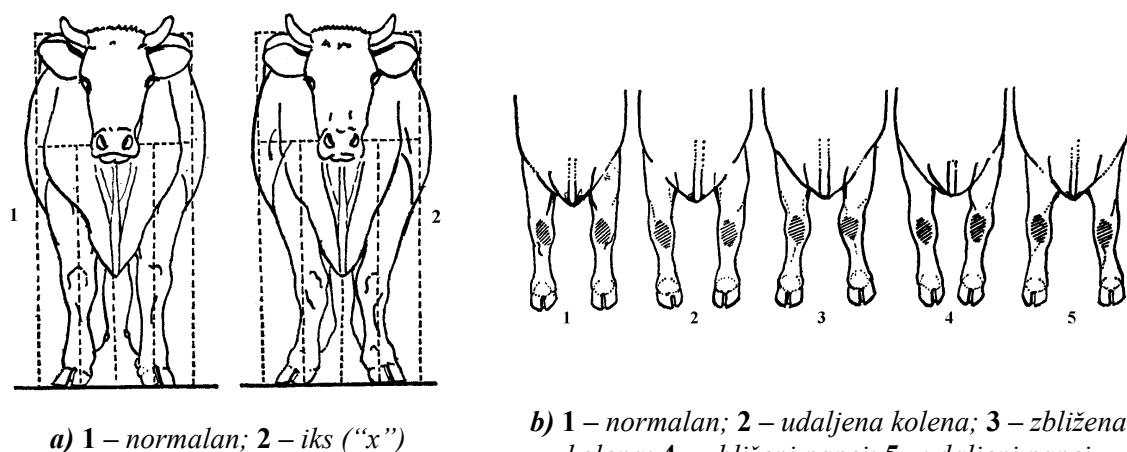 1
2
1 2 3 4 5
a) 1 – normalan; 2 – iks (“x”)
b) 1 – normalan; 2 – udaljena kolena; 3 – zbližena
kolena; 4 – zbliženi papci; 5 – udaljeni papci